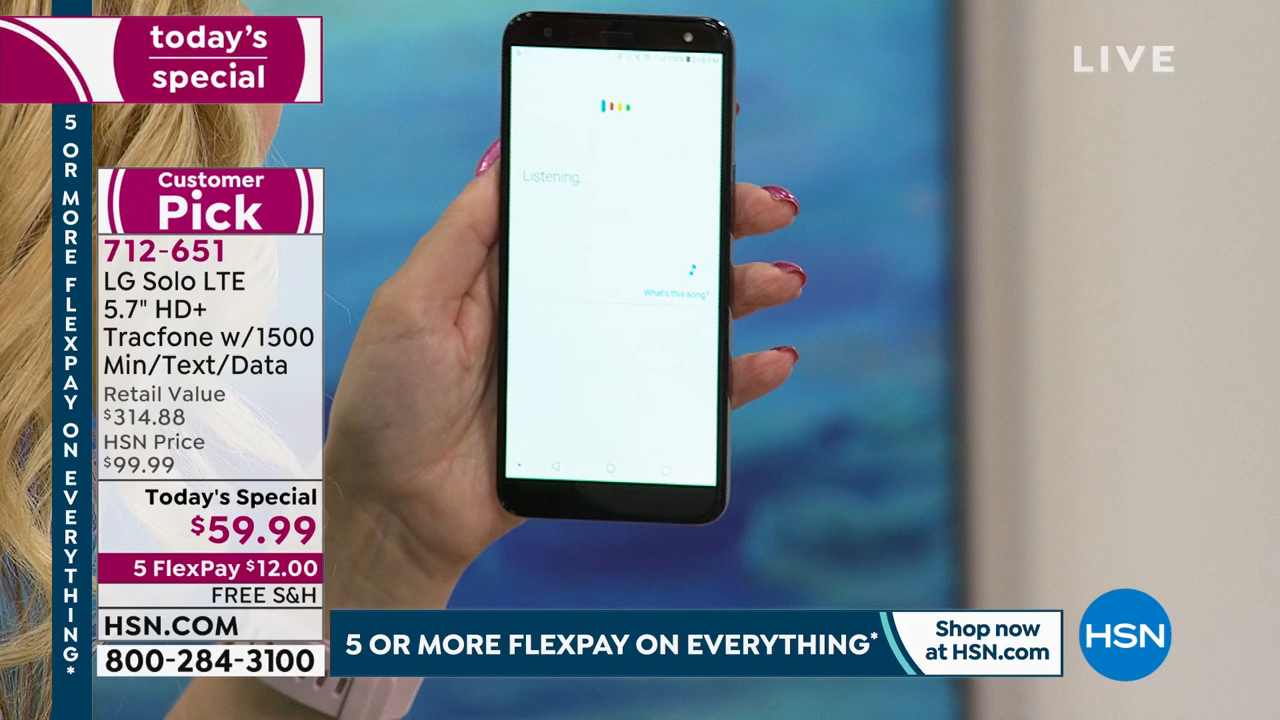 today's
special
LIVE
5 OR MORE FLEXPAY ON EVERYTHING*
Customer
Pick
712-651
LG Solo LTE
5.7" HD+
Tracfone w/1500
Min/Text/Data
Retail Value
$314.88
HSN Price
$99.99
Today's Special
$59.99
5 FlexPay $12.00
FREE S&H
HSN.COM
800-284-3100
Listening...
What's this song?
5 OR MORE FLEXPAY ON EVERYTHING*
Shop now
at HSN.com
HSN